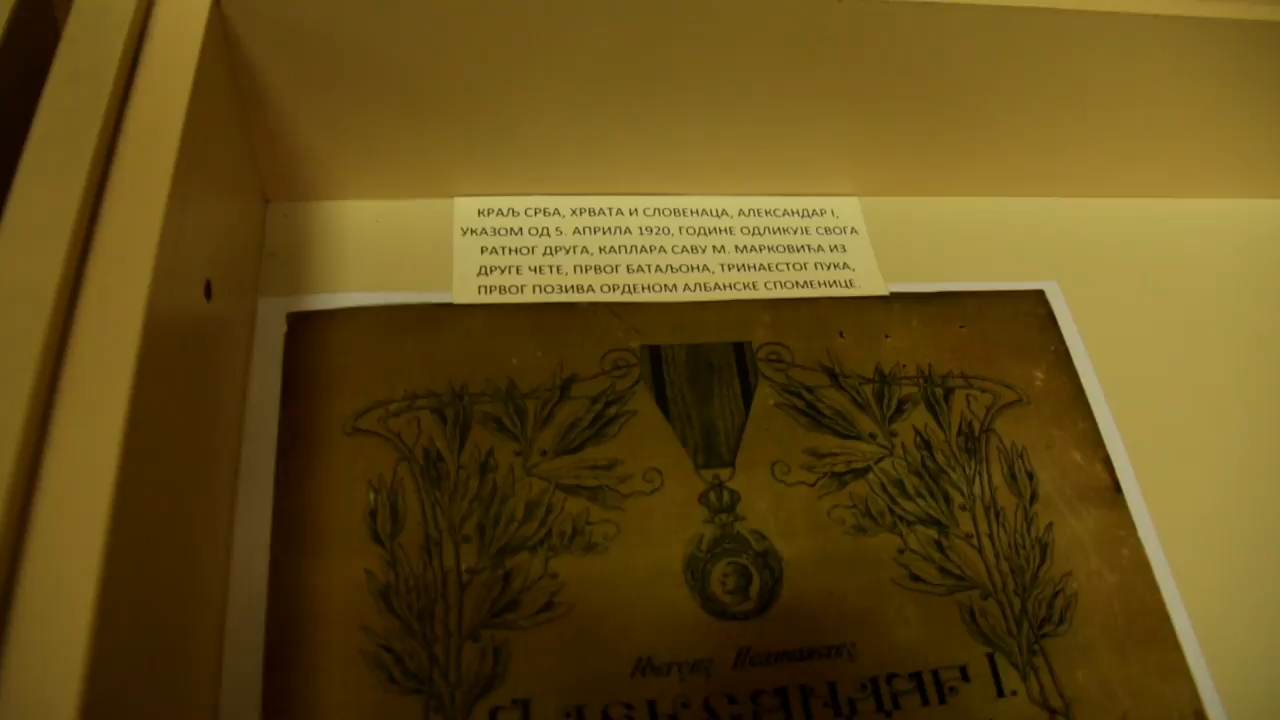 КРАЉ СРБА, ХРВАТА И СЛОВЕНАЦА, АЛЕКСАНДАР I,
УКАЗОМ ОД 5. АПРИЛА 1920, ГОДИНЕ ОДЛИКУЈЕ СВОГА
РАТНОГ ДРУГА, КАПЛАРА САВУ М. МАРКОВИЋА ИЗ
ДРУГЕ ЧЕТЕ, ПРВОГ БАТАЉОНА, ТРИНАЕСТОГ ПУКА,
ПРВОГ ПОЗИВА ОРДЕНОМ АЛБАНСКЕ СПОМЕНИЦЕ.
АЛЕКСАНДАР I.